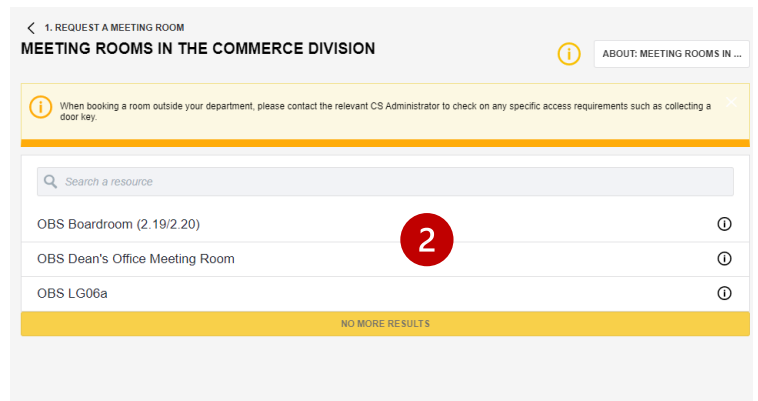 1. REQUEST A MEETING ROOM
MEETING ROOMS IN THE COMMERCE DIVISION
ABOUT: MEETING ROOMS IN ...
When booking a room outside your department, please contact the relevant CS Administrator to check on any specific access requirements such as collecting a
door key.
Search a resource
OBS Boardroom (2.19/2.20)
2
OBS Dean's Office Meeting Room
OBS LG06a
NO MORE RESULTS